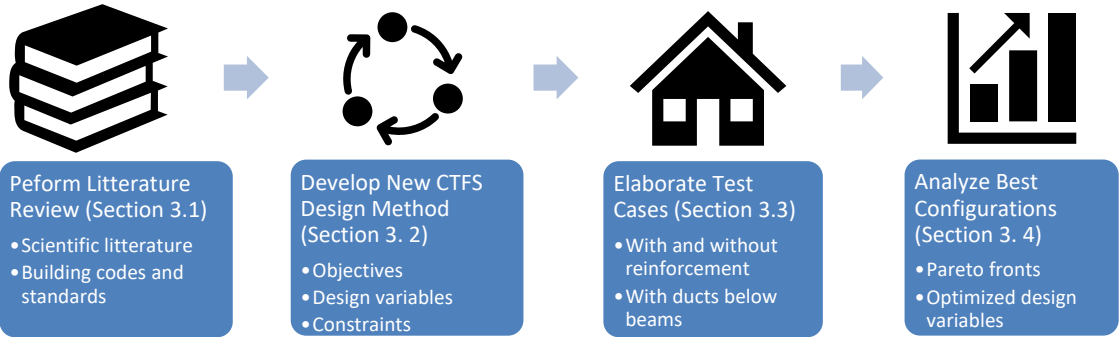 Peform Litterature
Review (Section 3.1)
•Scientific litterature
•Building codes and
standards
Develop New CTFS
Design Method
(Section 3. 2)
•Objectives
•Design variables
•Constraints
Elaborate Test
Cases (Section 3.3)
•With and without
reinforcement
•With ducts below
beams
Analyze Best
Configurations
(Section 3. 4)
•Pareto fronts
•Optimized design
variables